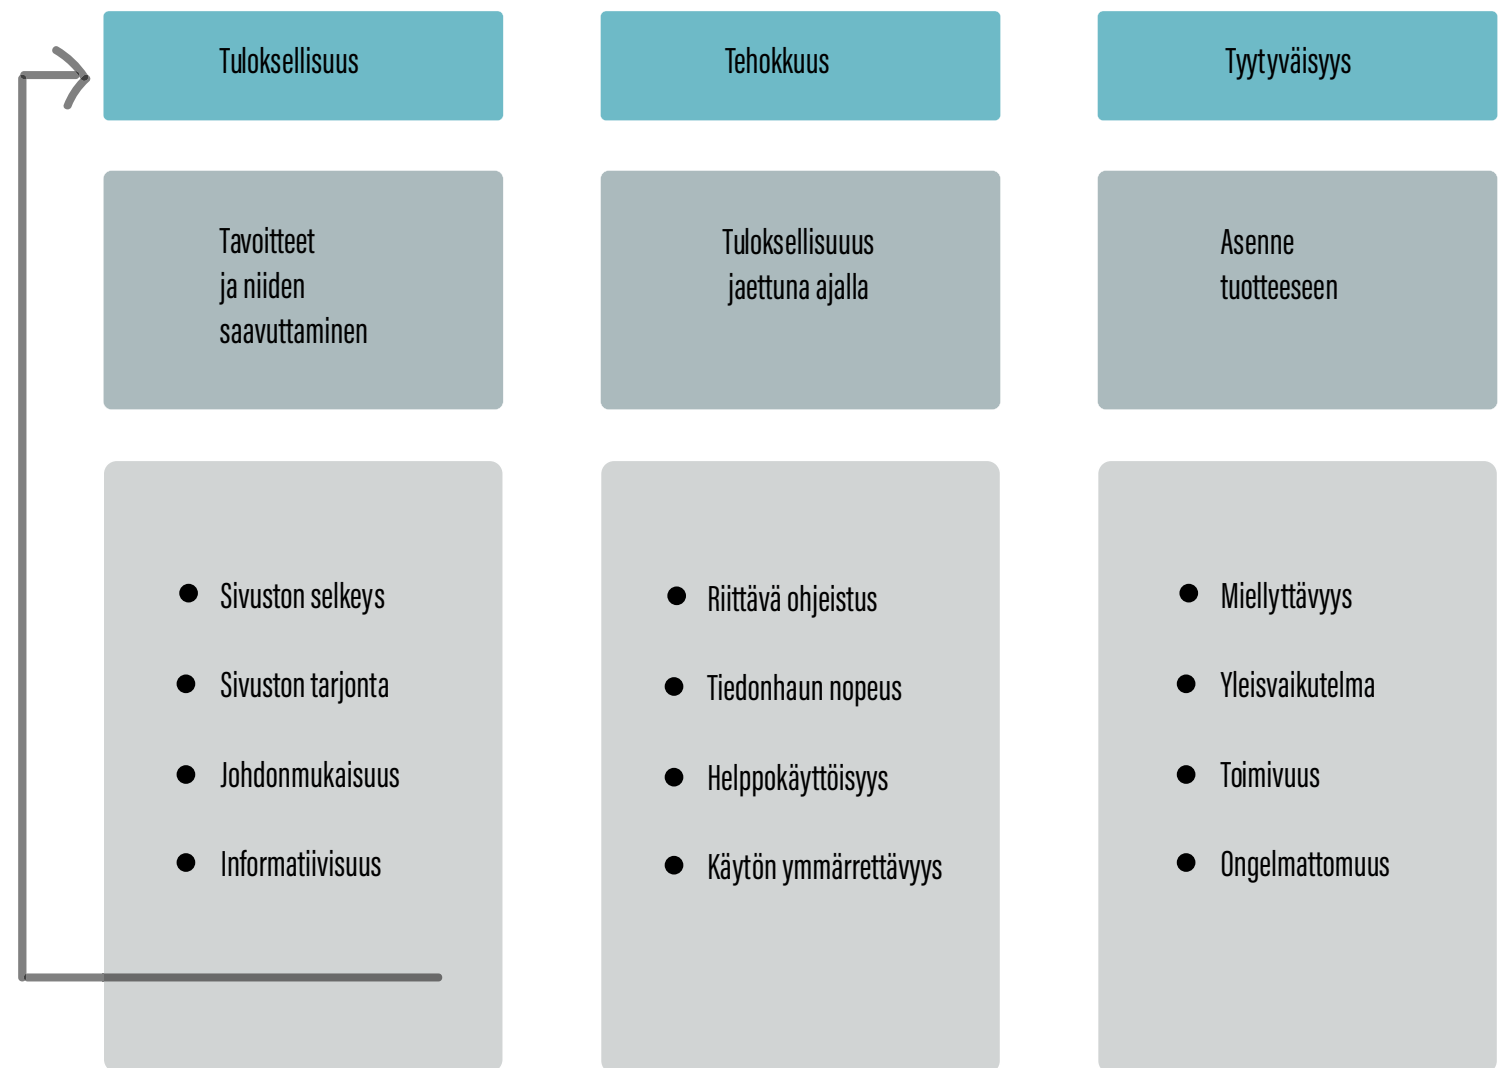 Tuloksellisuus
Tehokkuus
Tyytyväisyys
Tavoitteet
ja niiden
saavuttaminen
Tuloksellisuuus
jaettuna ajalla
Asenne
tuotteeseen
● Sivuston selkeys
● Sivuston tarjonta
● Johdonmukaisuus
● Informatiivisuus
● Riittävä ohjeistus
● Tiedonhaun nopeus
● Helppokäyttöisyys
● Käytön ymmärrettävyys
● Miellyttävyys
● Yleisvaikutelma
● Toimivuus
● Ongelmattomuus